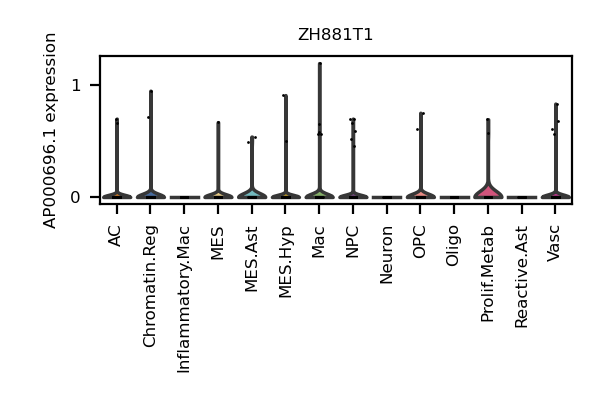 ZH881T1
AP000696.1 expression
1
0
AC
Chromatin.Reg
Inflammatory.Mac
MES
MES.Ast
MES.Hyp
Mac
NPC
Neuron
OPC
Oligo
Prolif.Metab
Reactive.Ast
Vasc